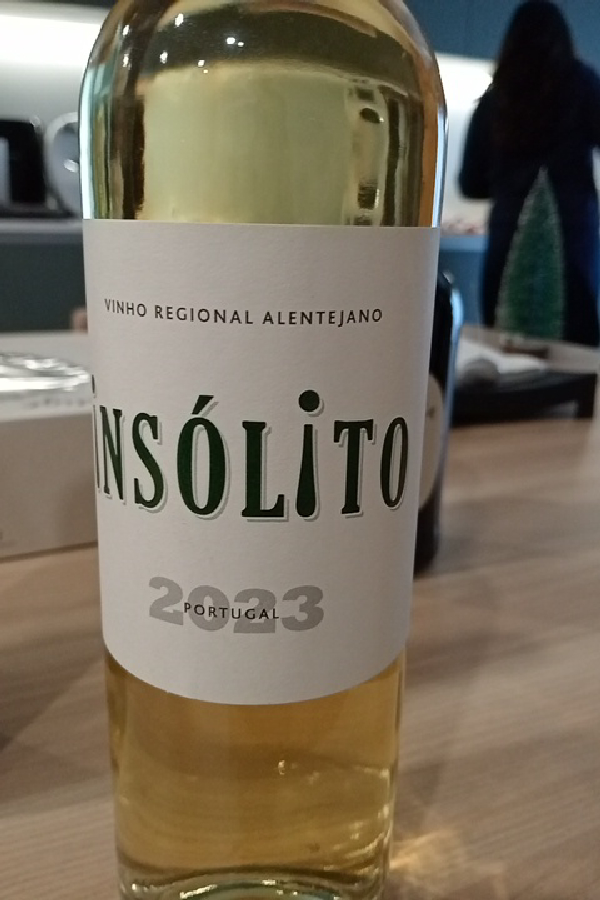 VINHO REGIONAL ALENTEJANO
iNSÓLiTO
2023
PORTUGAL